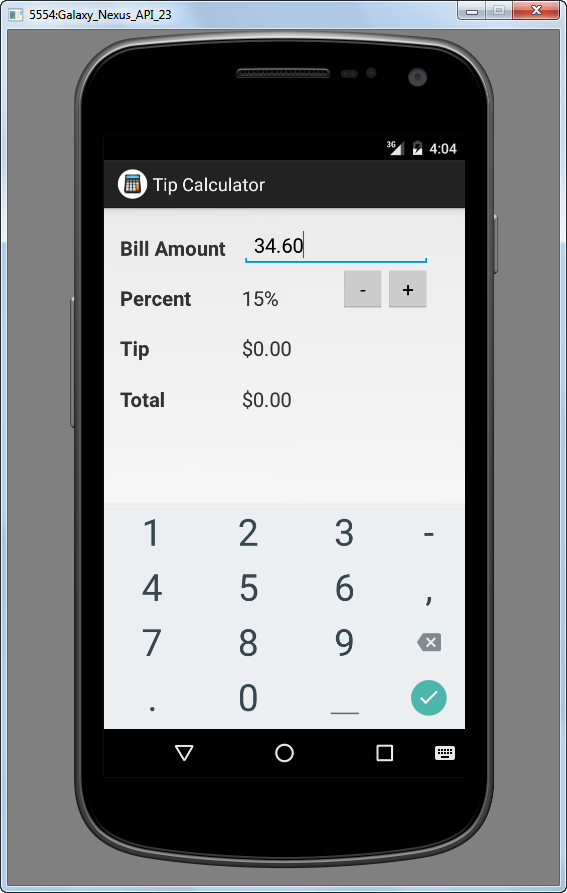 5554:Galaxy_Nexus_API_23
3G 4:04
Tip Calculator
Bill Amount 34.60
Percent 15% - +
Tip $0.00
Total $0.00
1 2 3 -
4 5 6 ,
7 8 9
. 0 _